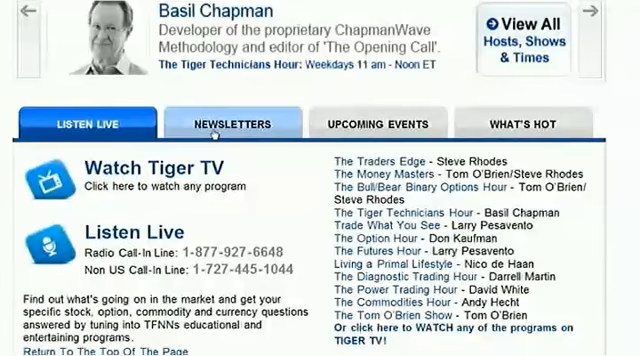 Basil Chapman
Developer of the proprietary ChapmanWave
Methodology and editor of 'The Opening Call'.
The Tiger Technicians Hour: Weekdays 11 am - Noon ET
View All
Hosts, Shows
& Times
LISTEN LIVE
NEWSLETTERS
UPCOMING EVENTS
WHAT'S HOT
Watch Tiger TV
Click here to watch any program
Listen Live
Radio Call-In Line: 1-877-927-6648
Non US Call-In Line: 1-727-445-1044
Find out what's going on in the market and get your
specific stock, option, commodity and currency questions
answered by tuning into TFNNs educational and
entertaining programs.
Return To The Top Of The Page
The Traders Edge - Steve Rhodes
The Money Masters - Tom O'Brien/Steve Rhodes
The Bull/Bear Binary Options Hour - Tom O'Brien/
Steve Rhodes
The Tiger Technicians Hour - Basil Chapman
Trade What You See - Larry Pesavento
The Option Hour - Don Kaufman
The Futures Hour - Larry Pesavento
Living a Primal Lifestyle - Nico de Haan
The Diagnostic Trading Hour - Darrell Martin
The Power Trading Hour - David White
The Commodities Hour - Andy Hecht
The Tom O'Brien Show - Tom O'Brien
Or click here to WATCH any of the programs on
TIGER TV!